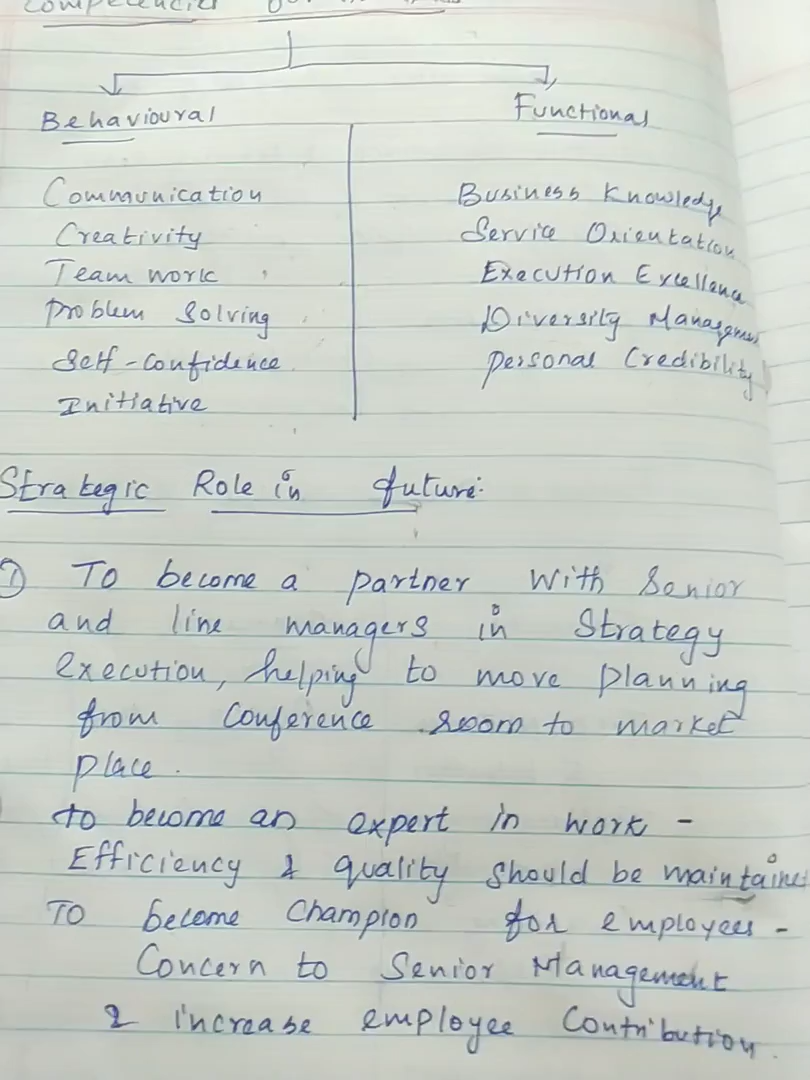 Competencies
Behavioural Functional
Communication Business Knowledge
Creativity Service Orientation
Team work Execution Excellence
Problem Solving Diversity Managemen
Self-Confidence Personal Credibility
Initiative
Strategic Role in future:
① To become a partner with Senior
and line managers in Strategy
execution, helping to move planning
from Conference room to market
place.
to become an expert in work -
Efficiency & quality should be maintained
To become Champion for employees -
Concern to Senior Management
& increase employee Contribution.